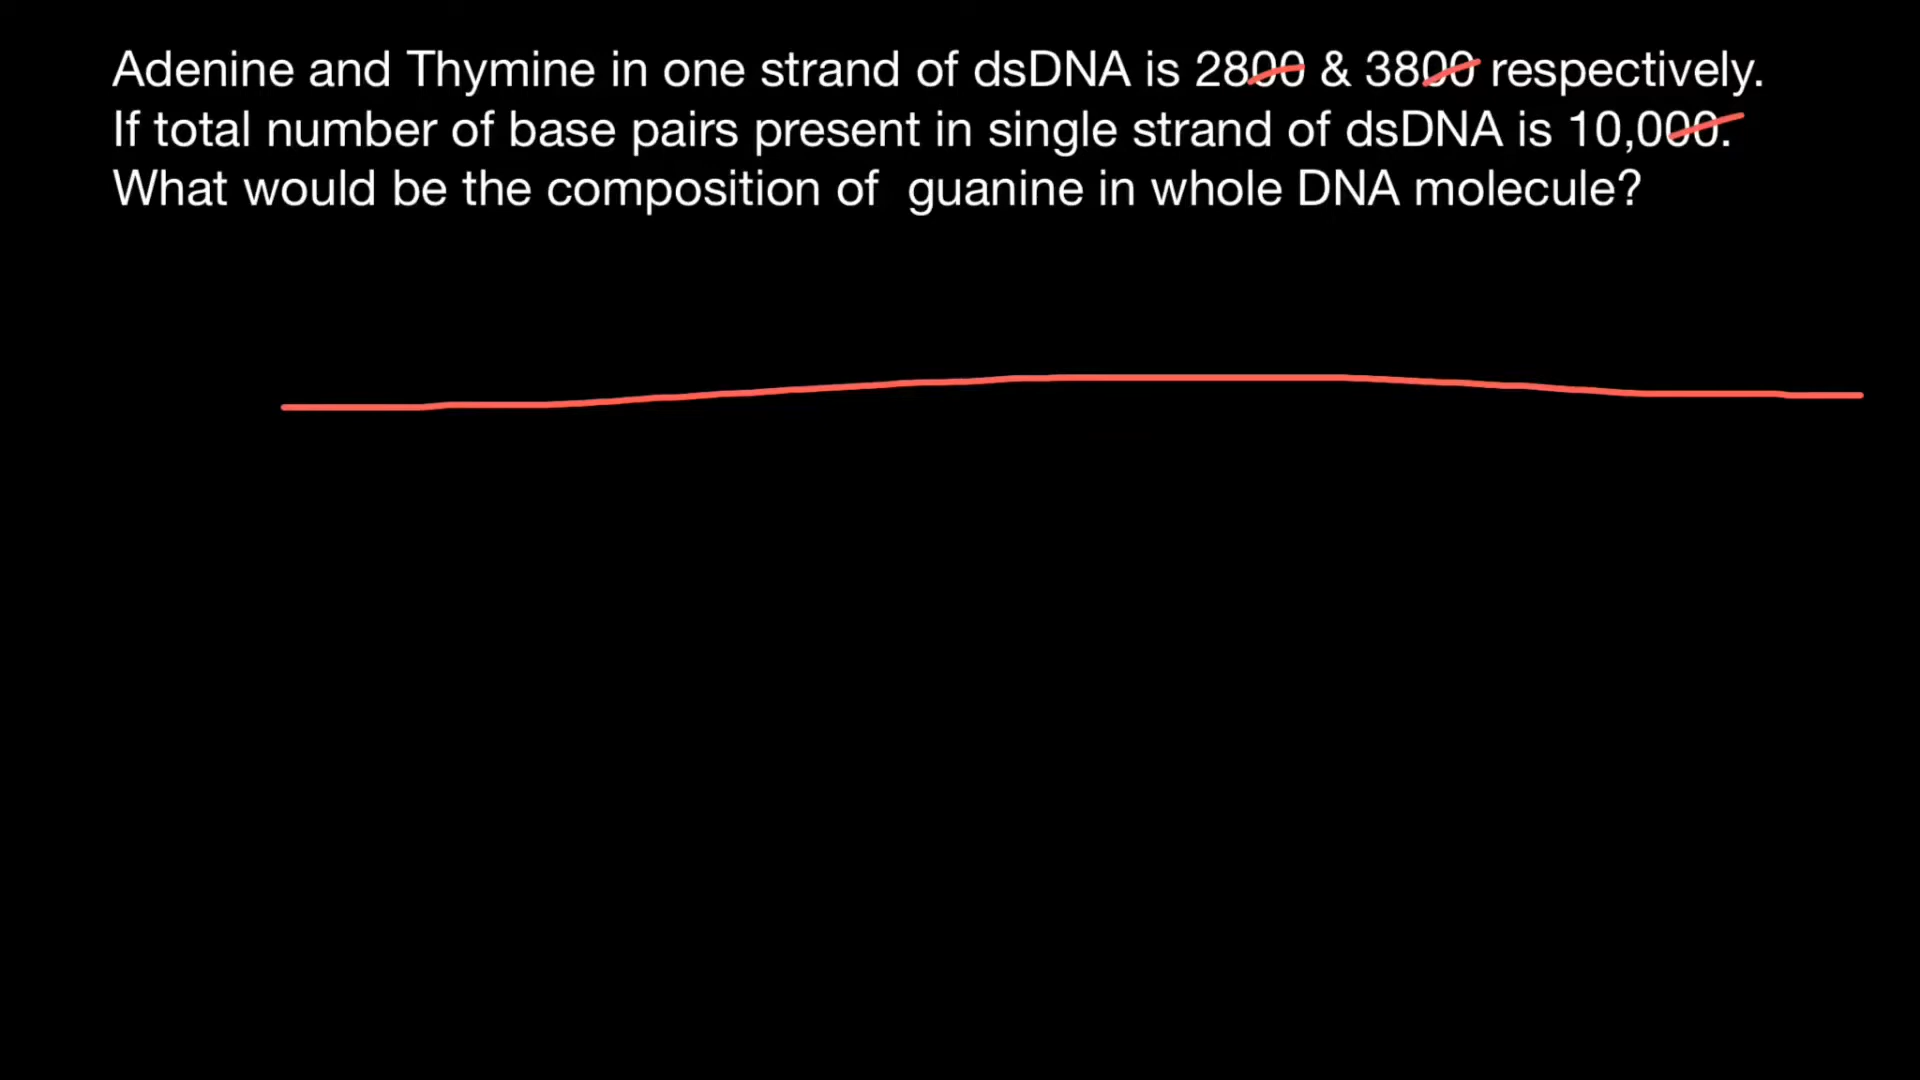 Adenine and Thymine in one strand of dsDNA is 2800 & 3800 respectively.
If total number of base pairs present in single strand of dsDNA is 10,000.
What would be the composition of  guanine in whole DNA molecule?